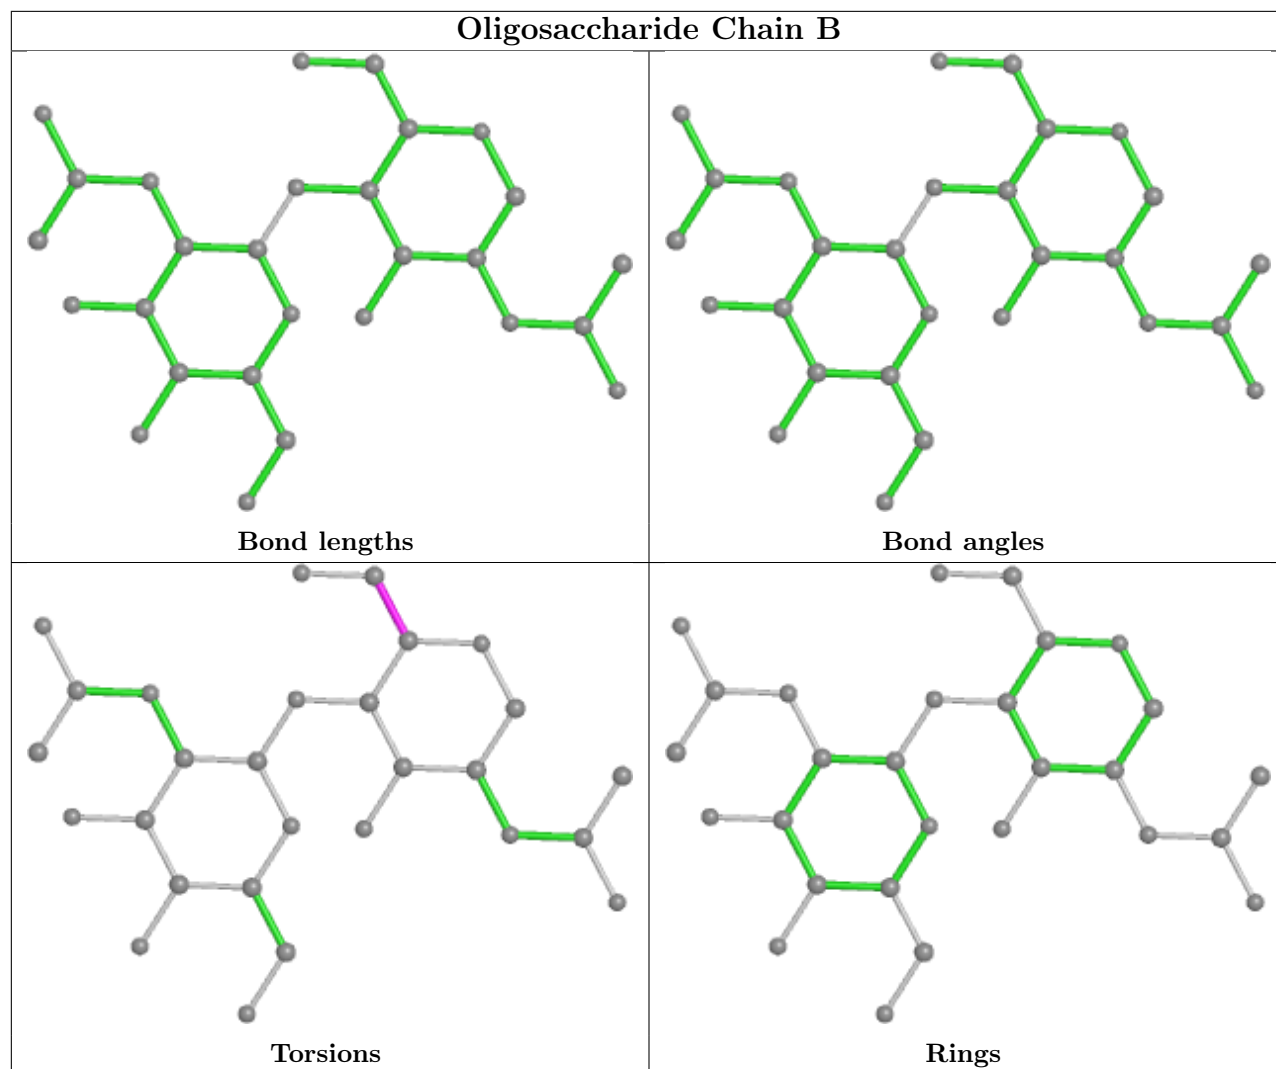 Oligosaccharide Chain B
Bond lengths
Bond angles
Torsions
Rings